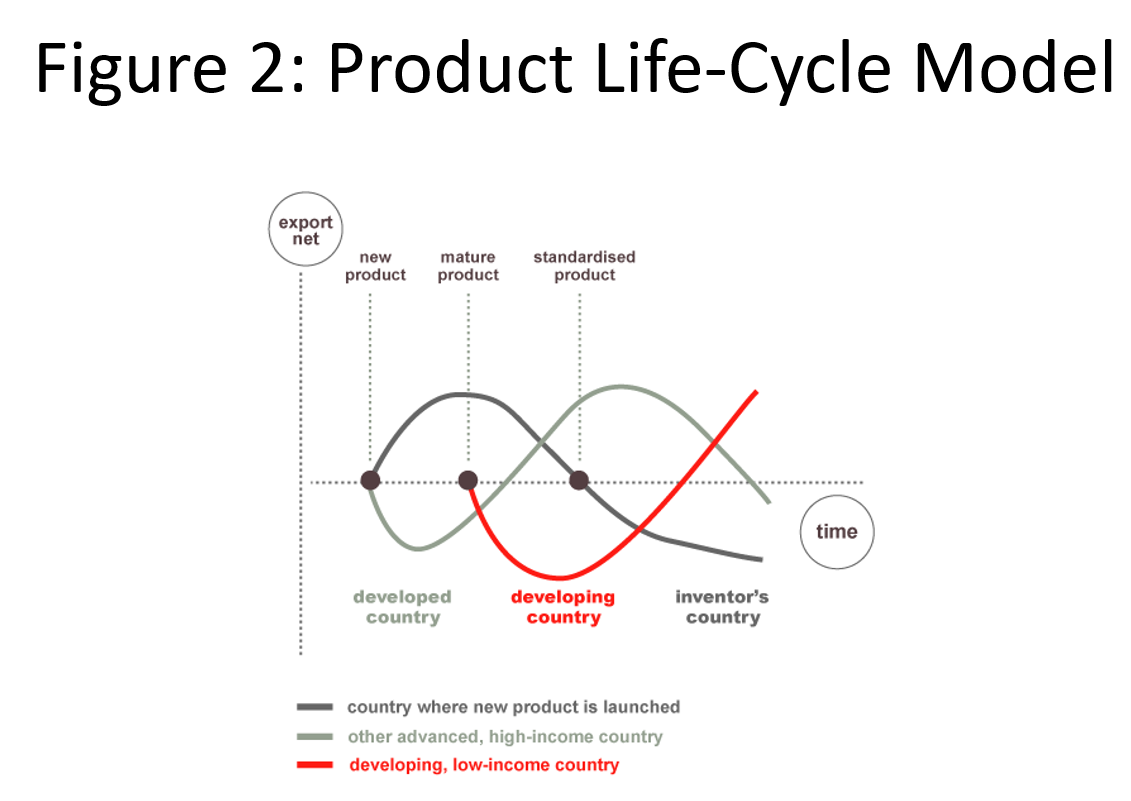 Figure 2: Product Life-Cycle Model
export
net
new
product
mature
product
standardised
product
time
developed
country
developing
country
inventor’s
country
country where new product is launched
other advanced, high-income country
developing, low-income country